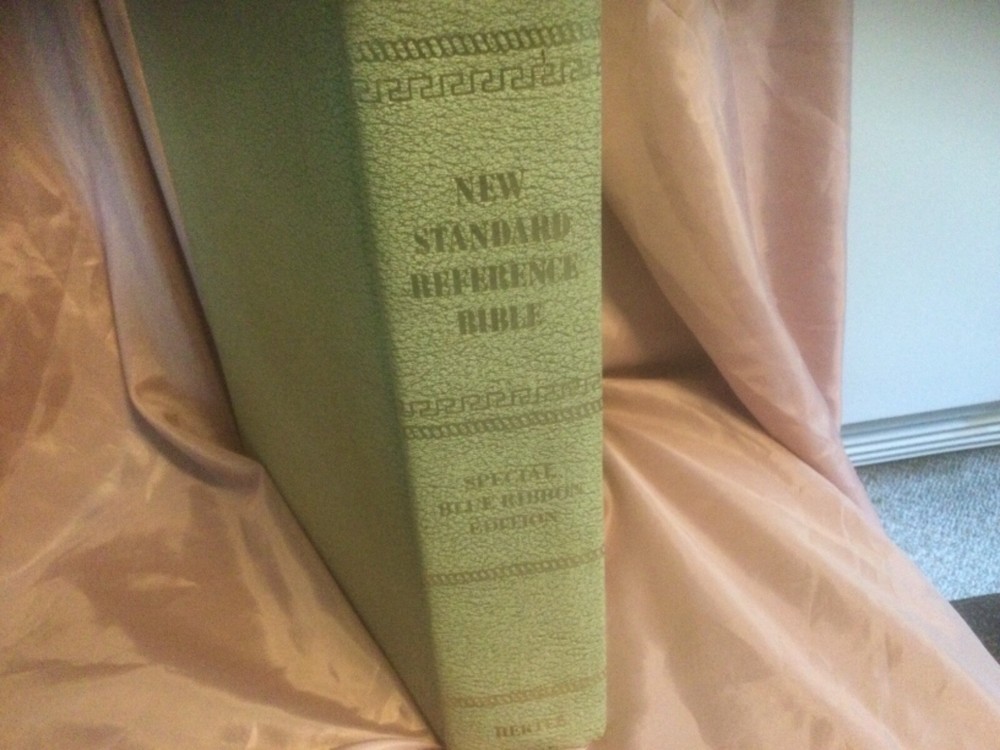 NEW
STANDARD
REFERENCE
BIBLE
SPECIAL
BLUE RIBBON
EDITION
HERTEL